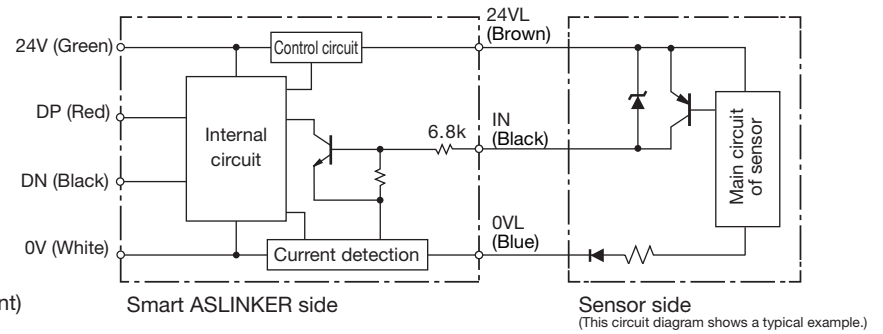 24V (Green)
DP (Red)
DN (Black)
0V (White)
Control circuit
Internal
circuit
6.8k
Current detection
24VL
(Brown)
IN
(Black)
0VL
(Blue)
Main circuit
of sensor
nt)
Smart ASLINKER side
Sensor side
(This circuit diagram shows a typical example.)